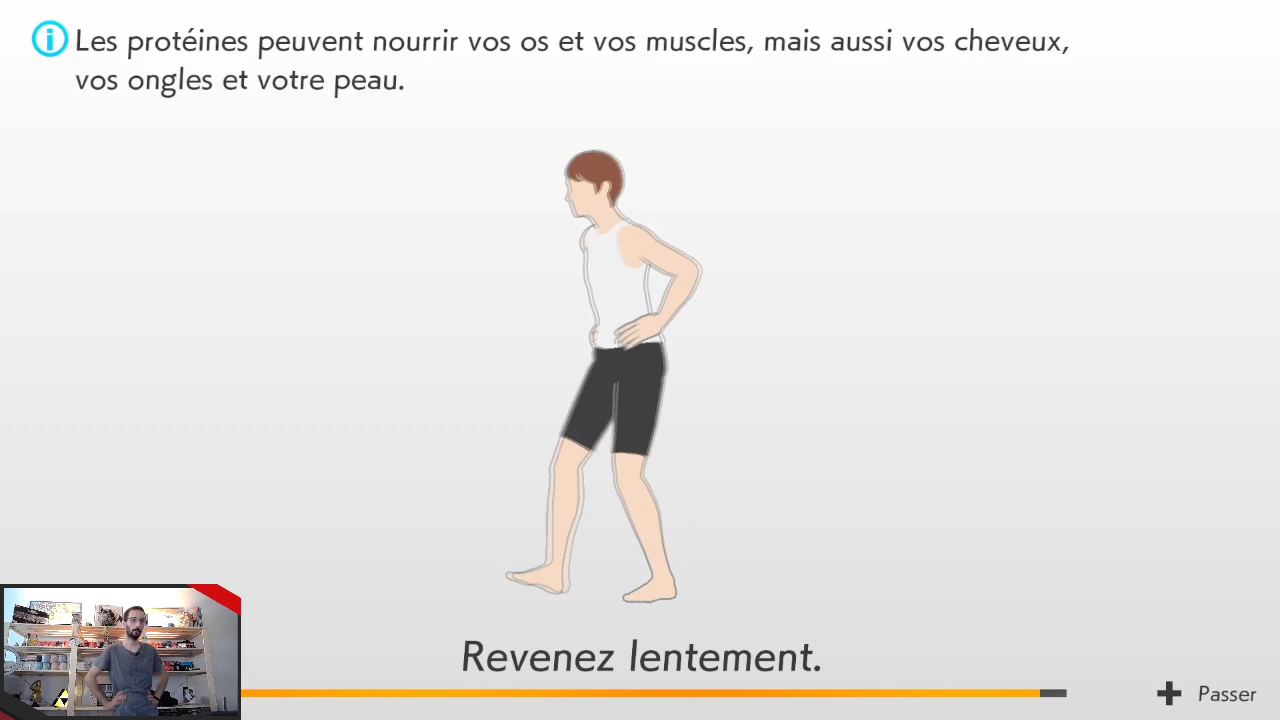 Les protéines peuvent nourrir vos os et vos muscles, mais aussi vos cheveux,
vos ongles et votre peau.
Revenez lentement.
Passer